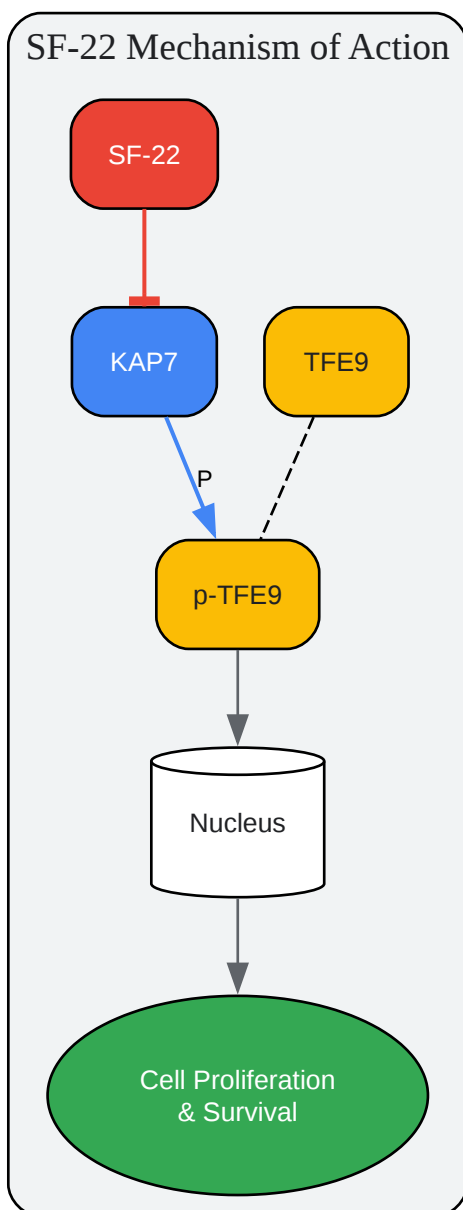 SF-22 Mechanism of Action
SF-22
KAP7
TFE9
P
p-TFE9
Nucleus
Cell Proliferation
& Survival